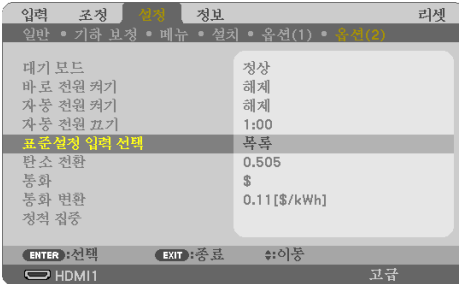 입력 조정 설정 정보 리셋
일반 • 기하 보정 • 메뉴 • 설치 • 옵션(1) • 옵션(2)
대기 모드 정상
바로 전원 켜기 해제
자동 전원 켜기 해제
자동 전원 끄기 1:00
표준설정 입력 선택 목록
탄소 전환 0.505
통화 $
통화 변환 0.11[$/kWh]
정적 집중
ENTER :선택 EXIT :종료 :이동
HDMI1 고급